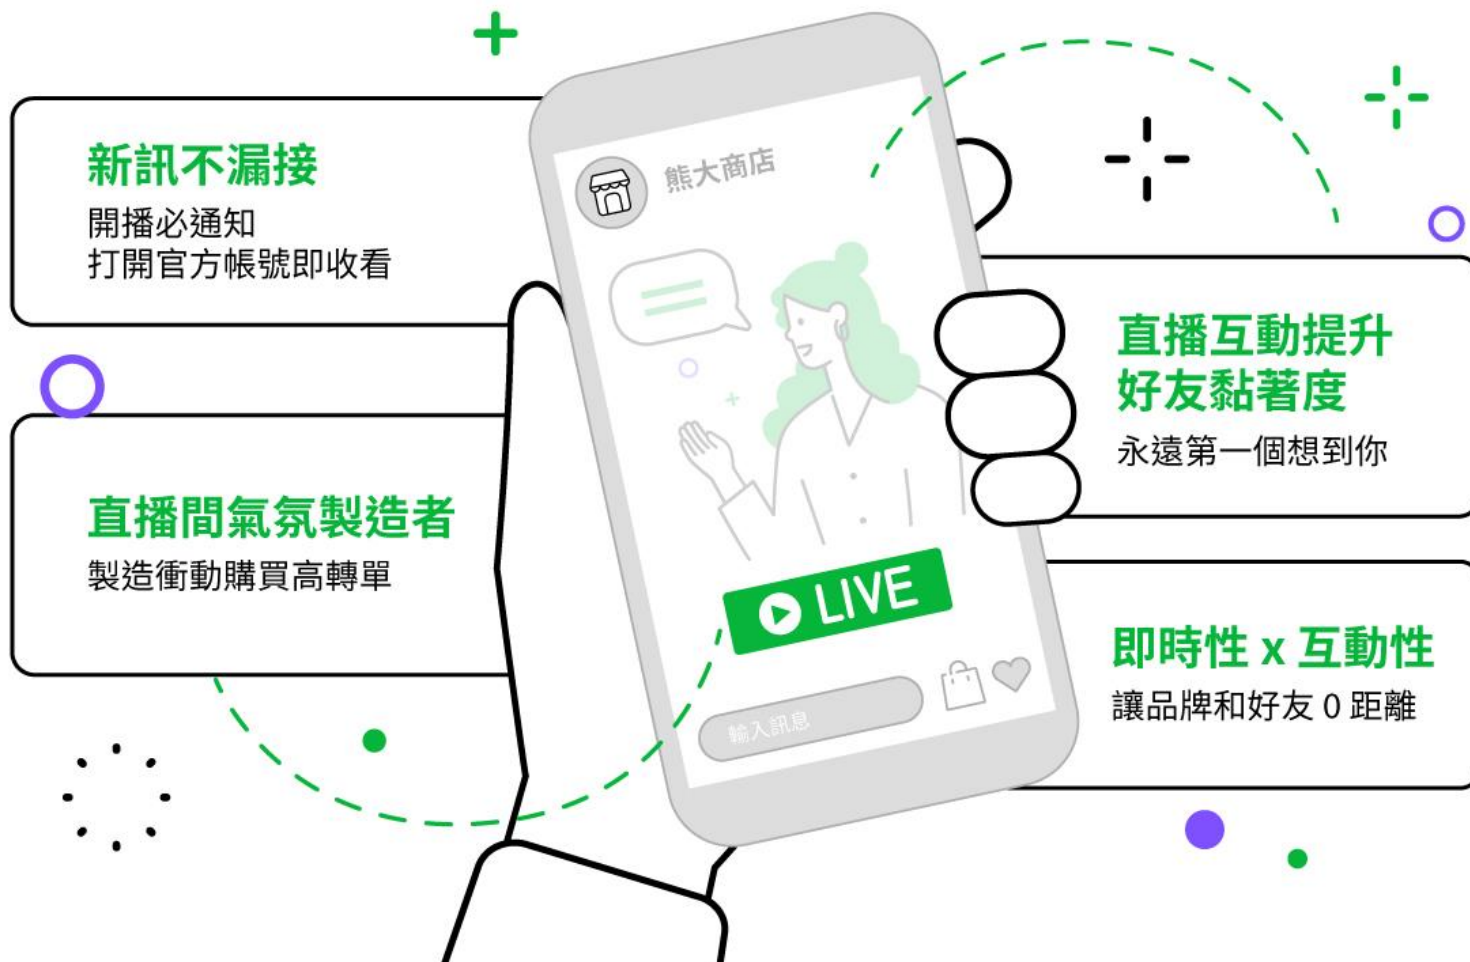 新訊不漏接
開播必通知
打開官方帳號即收看
直播間氣氛製造者
製造衝動購買高轉單
熊大商店
LIVE
輸入訊息
直播互動提升
好友黏著度
永遠第一個想到你
即時性 x 互動性
讓品牌和好友 0 距離